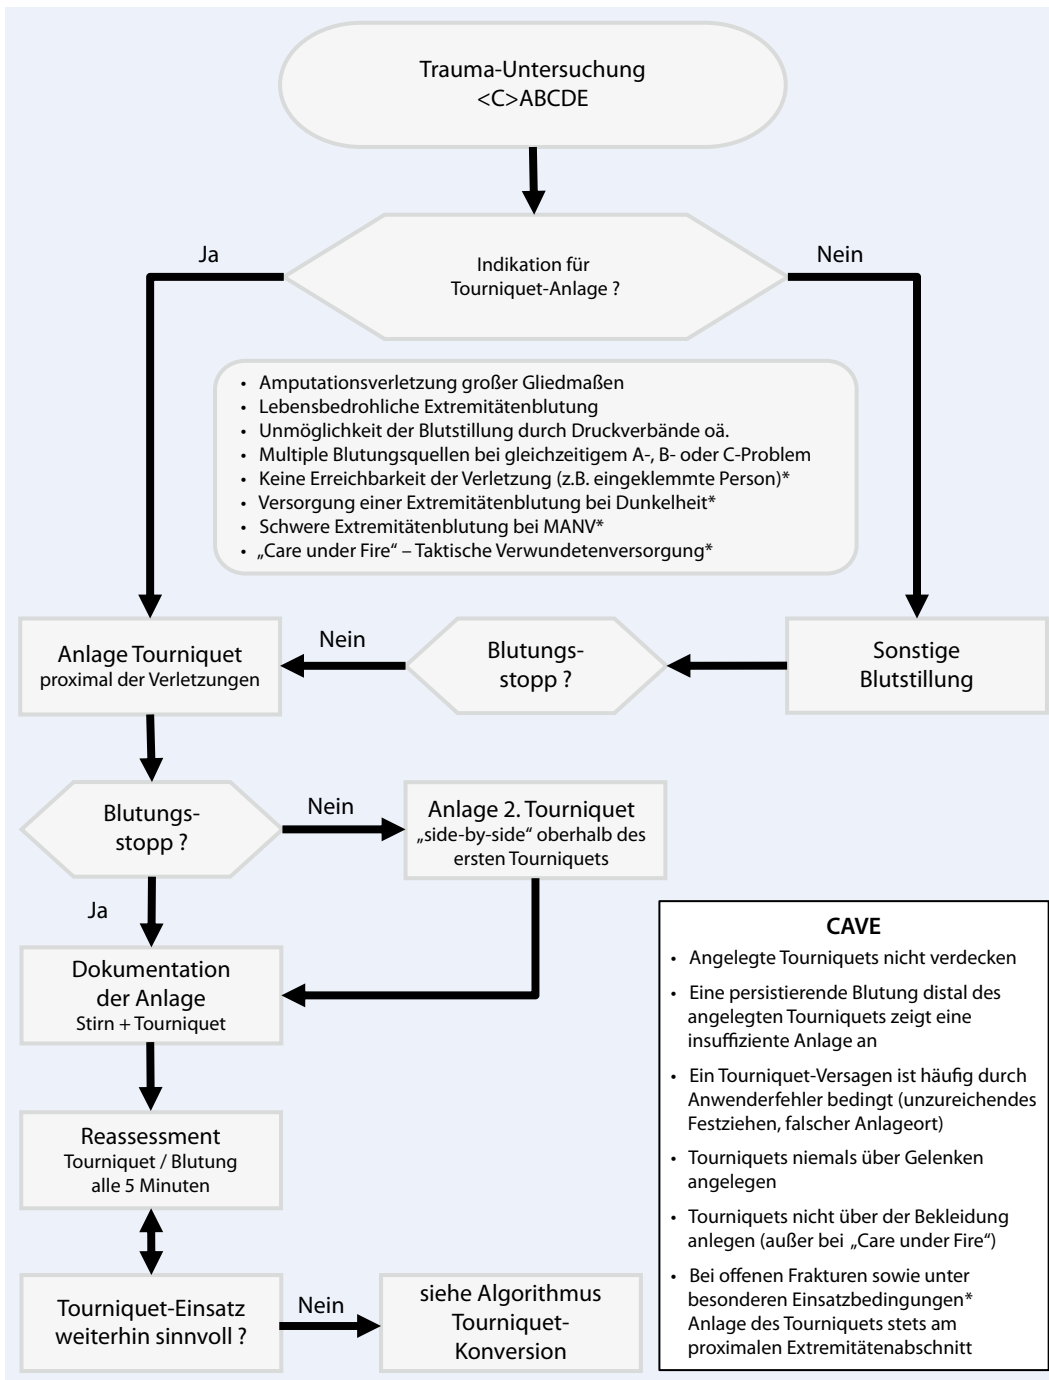 Trauma-Untersuchung
<C>ABCDE
Ja
Nein
Indikation für
Tourniquet-Anlage ?
• Amputationsverletzung großer Gliedmaßen
• Lebensbedrohliche Extremitätenblutung
• Unmöglichkeit der Blutstillung durch Druckverbände oä.
• Multiple Blutungsquellen bei gleichzeitigem A-, B- oder C-Problem
• Keine Erreichbarkeit der Verletzung (z.B. eingeklemmte Person)*
• Versorgung einer Extremitätenblutung bei Dunkelheit*
• Schwere Extremitätenblutung bei MANV*
• „Care under Fire“ – Taktische Verwundetenversorgung*
Anlage Tourniquet
proximal der Verletzungen
Nein
Blutungs-
stopp ?
Sonstige
Blutstillung
Blutungs-
stopp ?
Nein
Anlage 2. Tourniquet
„side-by-side“ oberhalb des
ersten Tourniquets
Ja
Dokumentation
der Anlage
Stirn + Tourniquet
Reassessment
Tourniquet / Blutung
alle 5 Minuten
Tourniquet-Einsatz
weiterhin sinnvoll ?
Nein
siehe Algorithmus
Tourniquet-
Konversion
CAVE
• Angelegte Tourniquets nicht verdecken
• Eine persistierende Blutung distal des
angelegten Tourniquets zeigt eine
insuffiziente Anlage an
• Ein Tourniquet-Versagen ist häufig durch
Anwenderfehler bedingt (unzureichendes
Festziehen, falscher Anlageort)
• Tourniquets niemals über Gelenken
angelegen
• Tourniquets nicht über der Bekleidung
anlegen (außer bei „Care under Fire“)
• Bei offenen Frakturen sowie unter
besonderen Einsatzbedingungen*
Anlage des Tourniquets stets am
proximalen Extremitätenabschnitt